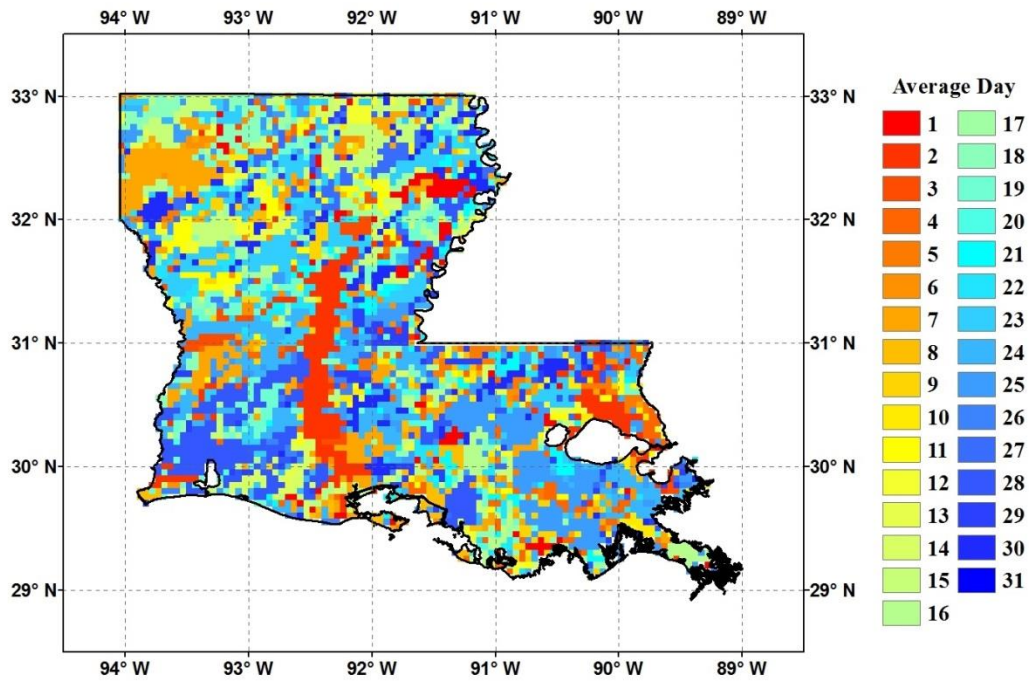 94° W 93° W 92° W 91° W 90° W 89° W
33° N 33° N
32° N 32° N
31° N 31° N
30° N 30° N
29° N 29° N
94° W 93° W 92° W 91° W 90° W 89° W
Average Day
1 17
2 18
3 19
4 20
5 21
6 22
7 23
8 24
9 25
10 26
11 27
12 28
13 29
14 30
15 31
16